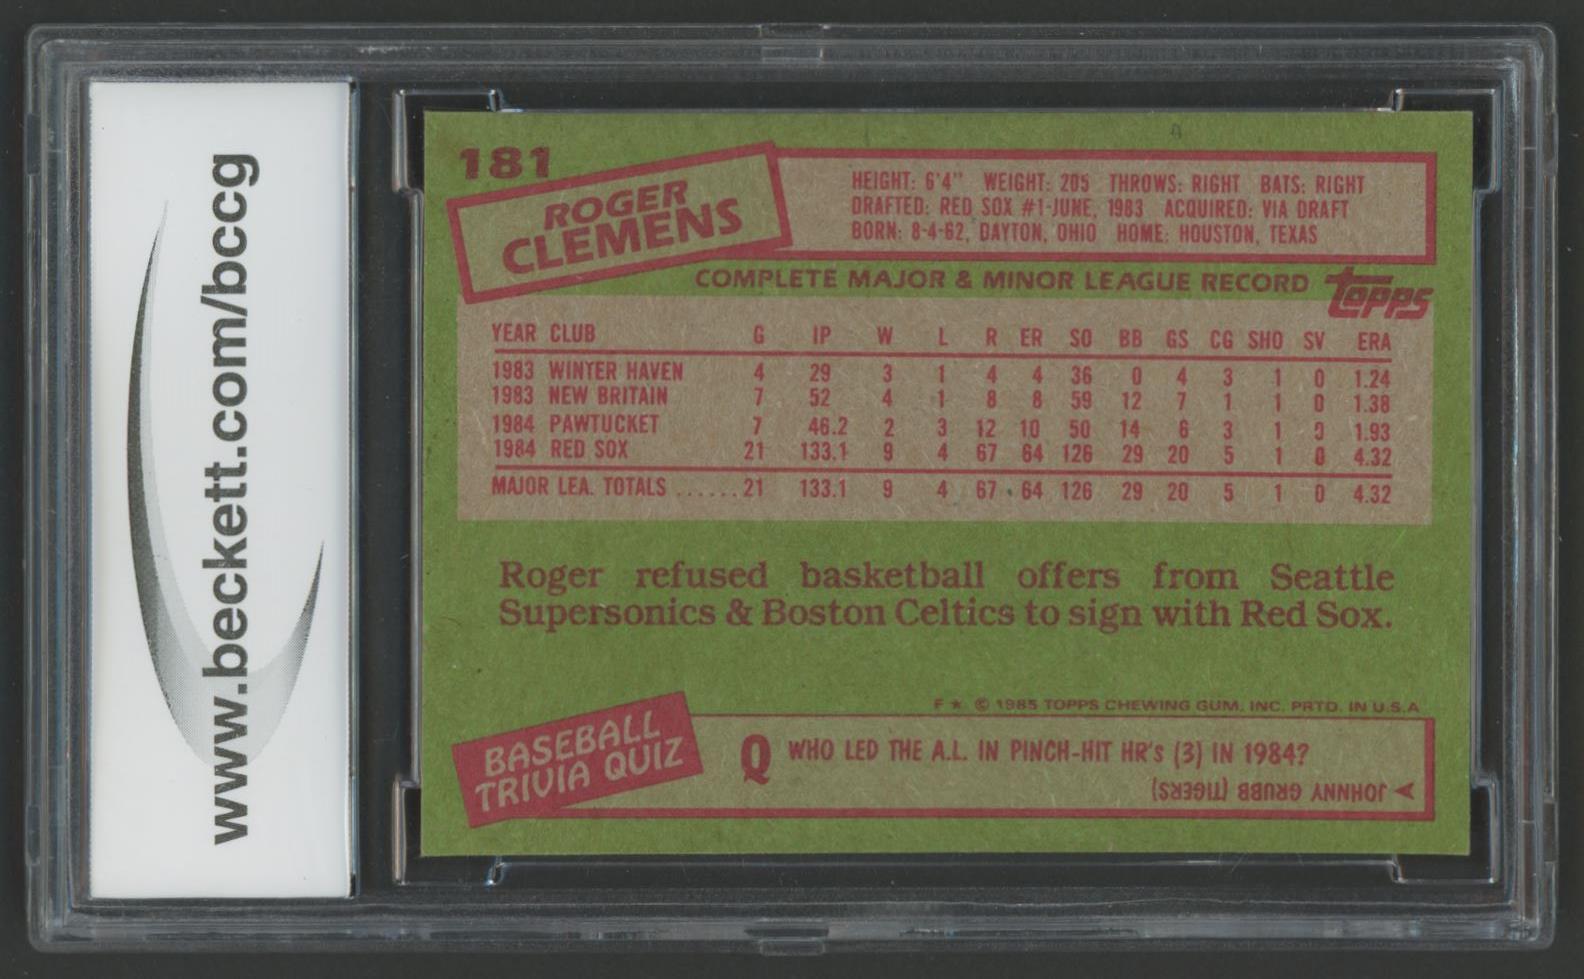 www.beckett.com/bccg
181
ROGER
CLEMENS
HEIGHT: 6'4" WEIGHT: 205 THROWS: RIGHT BATS: RIGHT
DRAFTED: RED SOX #1-JUNE, 1983 ACQUIRED: VIA DRAFT
BORN: 8-4-62, DAYTON, OHIO HOME: HOUSTON, TEXAS
COMPLETE MAJOR & MINOR LEAGUE RECORD
topps
YEAR CLUB G IP W L R ER SO BB GS CG SHO SV ERA
1983 WINTER HAVEN 4 29 3 1 4 4 36 0 4 3 1 0 1.24
1983 NEW BRITAIN 7 52 4 1 8 8 59 12 7 1 1 0 1.38
1984 PAWTUCKET 7 46.2 2 3 12 10 50 14 6 3 1 0 1.93
1984 RED SOX 21 133.1 9 4 67 64 126 29 20 5 1 0 4.32
MAJOR LEA. TOTALS ......21 133.1 9 4 67 64 126 29 20 5 1 0 4.32
Roger refused basketball offers from Seattle
Supersonics & Boston Celtics to sign with Red Sox.
F ★ © 1985 TOPPS CHEWING GUM, INC. PRTD. IN U.S.A
BASEBALL
TRIVIA QUIZ
Q WHO LED THE A.L. IN PINCH-HIT HR's (3) IN 1984?
JOHNNY GRUBB (TIGERS)